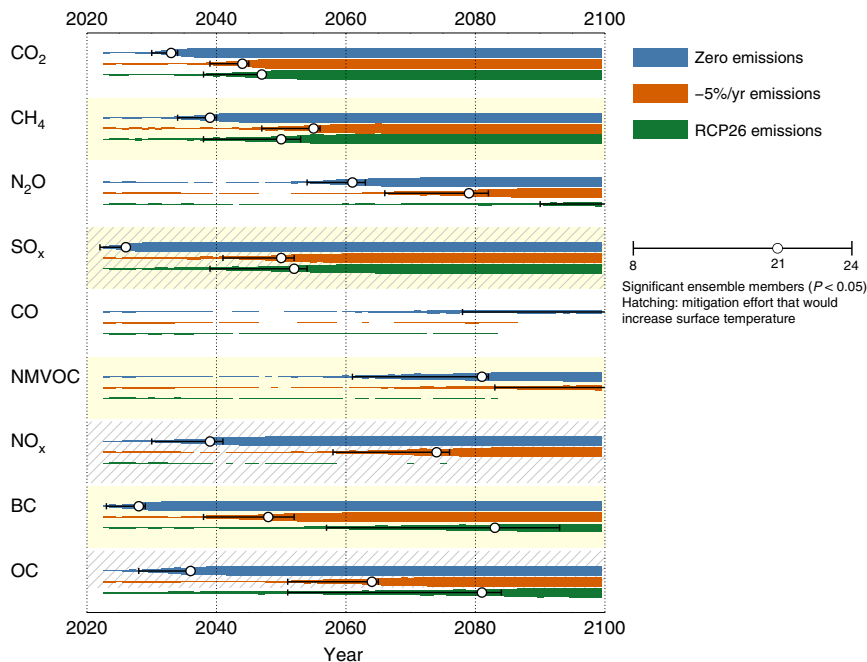 2020 2040 2060 2080 2100
CO2
CH4
N2O
SOx
CO
NMVOC
NOx
BC
OC
2020 2040 2060 2080 2100
Year
Zero emissions
−5%/yr emissions
RCP26 emissions
8 21 24
Significant ensemble members (P < 0.05)
Hatching: mitigation effort that would
increase surface temperature